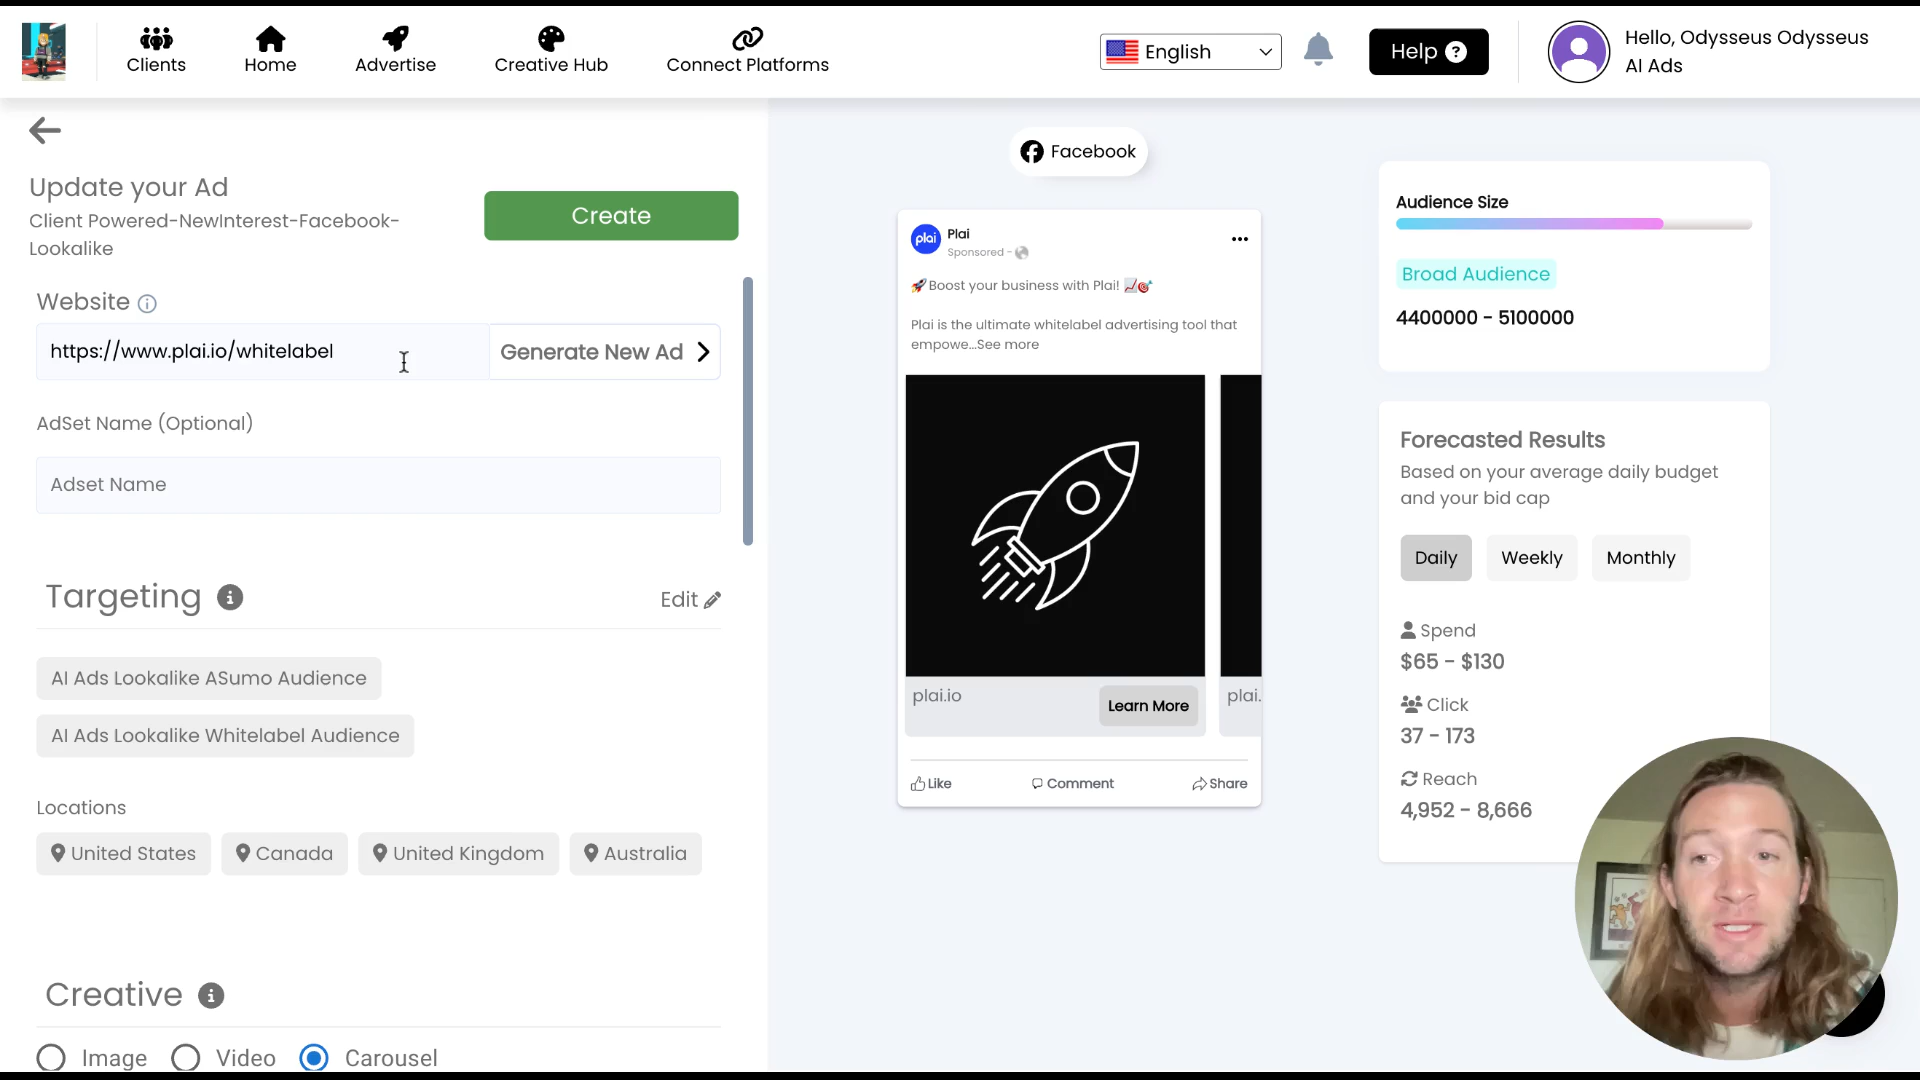 Clients
Home
Advertise
Creative Hub
Connect Platforms
English
Help ?
Hello, Odysseus Odysseus
AI Ads
Update your Ad
Client Powered-NewInterest-Facebook-
Lookalike
Create
Website
https://www.plai.io/whitelabel
Generate New Ad
AdSet Name (Optional)
Adset Name
Targeting
Edit
AI Ads Lookalike ASumo Audience
AI Ads Lookalike Whitelabel Audience
Locations
United States
Canada
United Kingdom
Australia
Creative
Image
Video
Carousel
Facebook
plai
Plai
Sponsored -
🚀Boost your business with Plai! 📈🎯
Plai is the ultimate whitelabel advertising tool that
empowe...See more
plai.io
Learn More
plai.
Like
Comment
Share
Audience Size
Broad Audience
4400000 - 5100000
Forecasted Results
Based on your average daily budget
and your bid cap
Daily
Weekly
Monthly
Spend
$65 - $130
Click
37 - 173
Reach
4,952 - 8,666